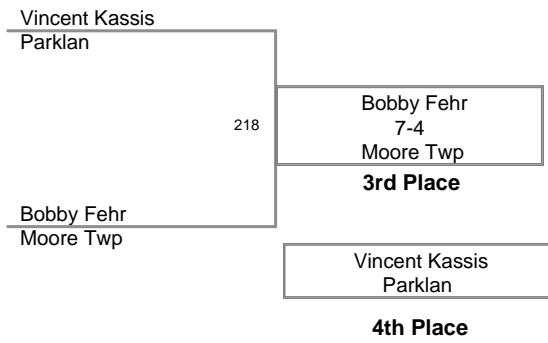 Vincent Kassis
Parklan
218
Bobby Fehr
7-4
Moore Twp
3rd Place
Bobby Fehr
Moore Twp
Vincent Kassis
Parklan
4th Place